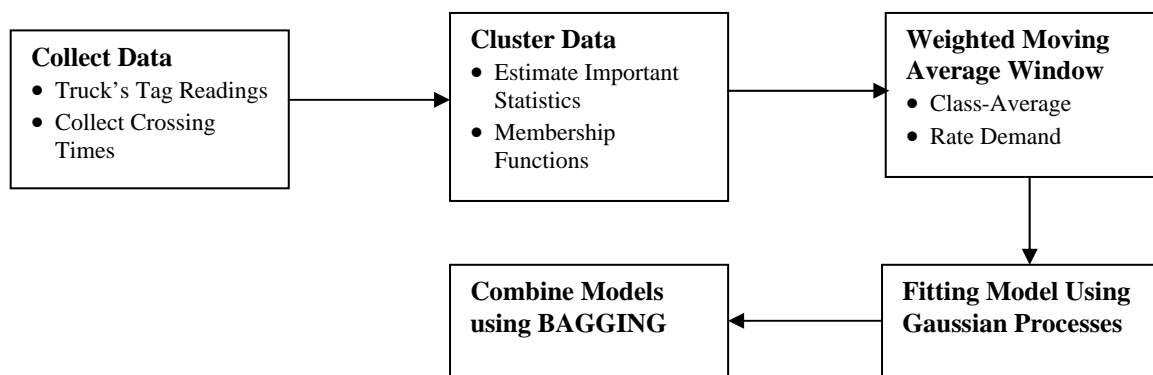 Collect Data
• Truck's Tag Readings
• Collect Crossing
Times
Cluster Data
• Estimate Important
Statistics
• Membership
Functions
Weighted Moving
Average Window
• Class-Average
• Rate Demand
Fitting Model Using
Gaussian Processes
Combine Models
using BAGGING